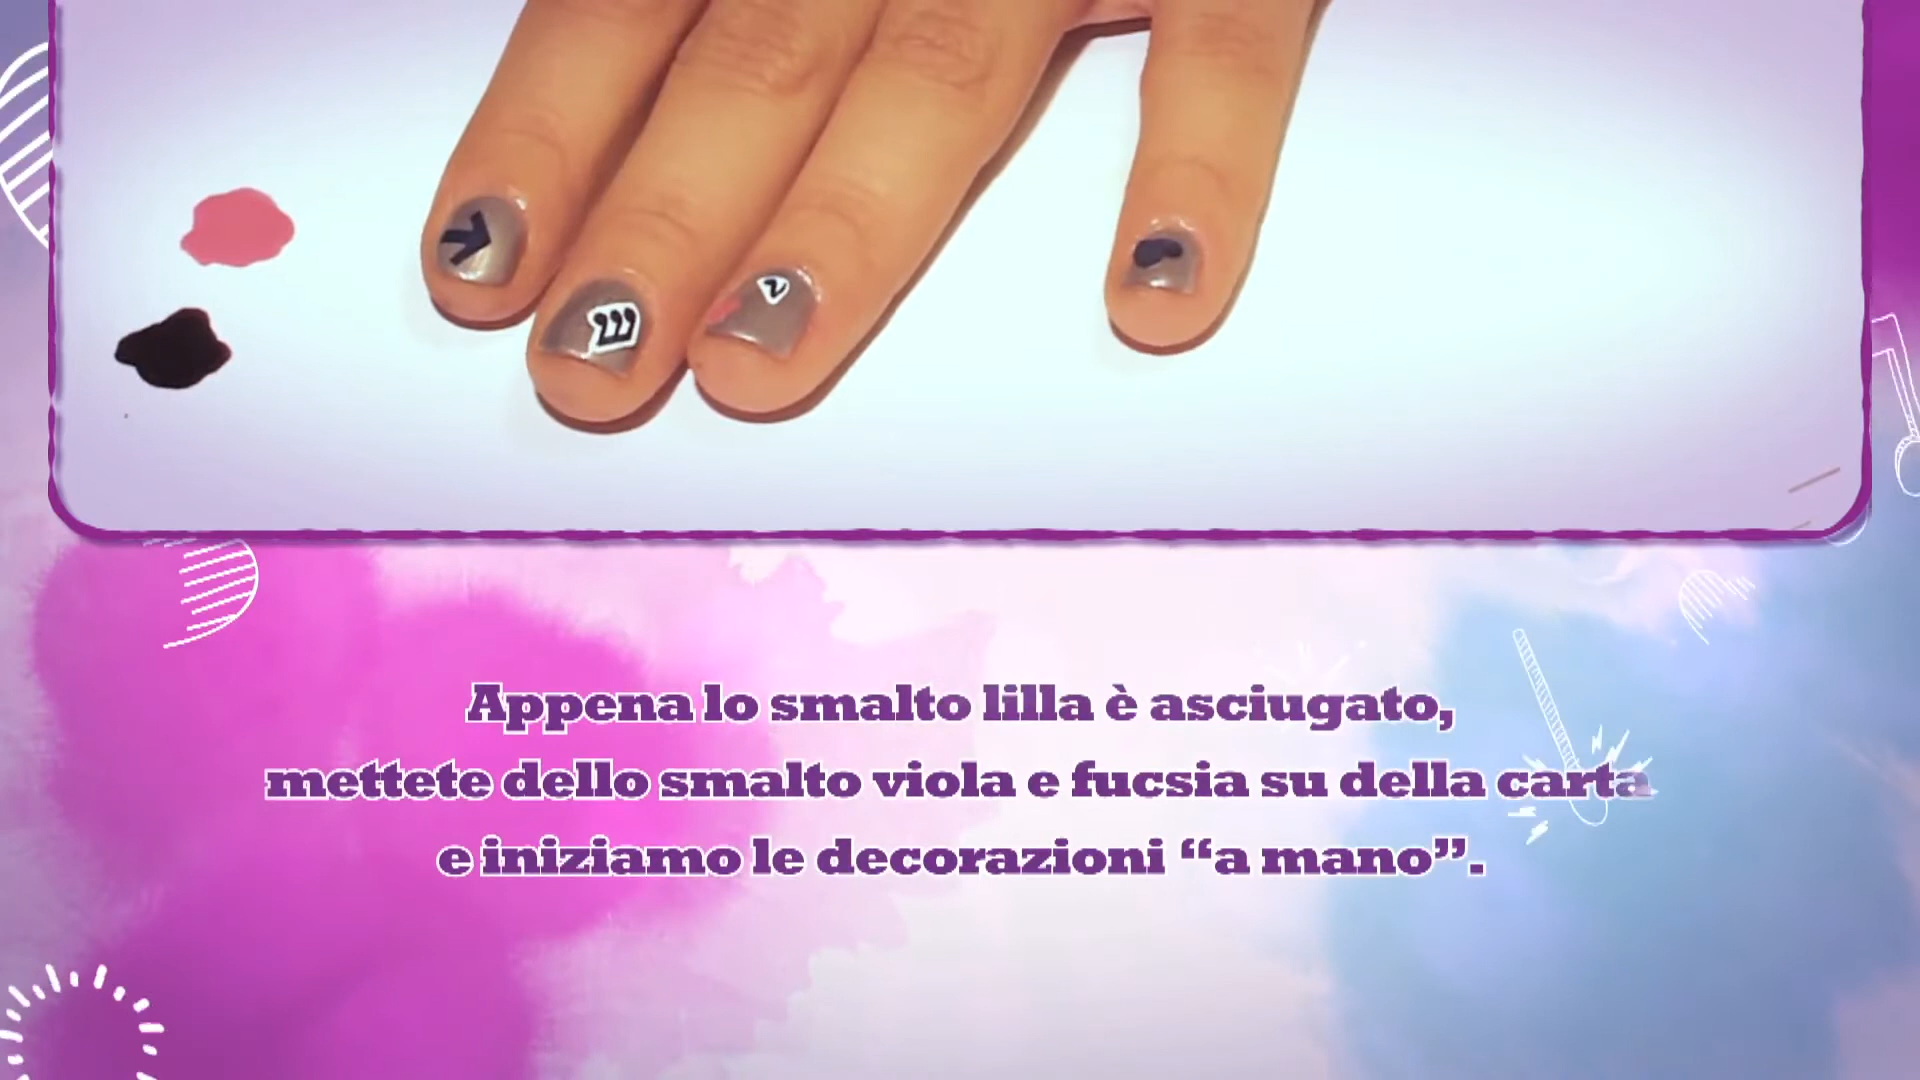 Appena lo smalto lilla è asciugato,
mettete dello smalto viola e fucsia su della carta
e iniziamo le decorazioni “a mano”.